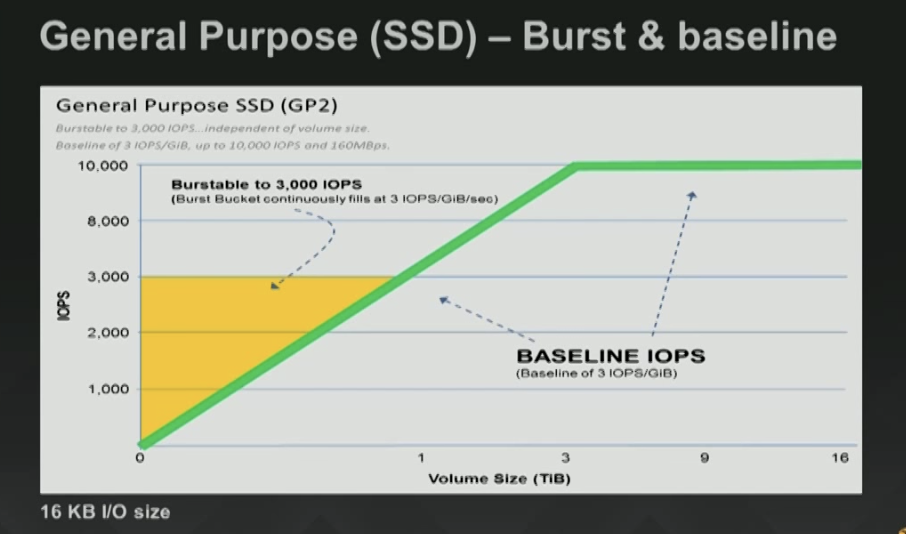 General Purpose (SSD) – Burst & baseline
General Purpose SSD (GP2)
Burstable to 3,000 IOPS...independent of volume size.
Baseline of 3 IOPS/GiB, up to 10,000 IOPS and 160MBps.
10,000
Burstable to 3,000 IOPS
(Burst Bucket continuously fills at 3 IOPS/GiB/sec)
8,000
3,000
IOPS
2,000
BASELINE IOPS
(Baseline of 3 IOPS/GiB)
1,000
0 1 3 9 16
Volume Size (TiB)
16 KB I/O size